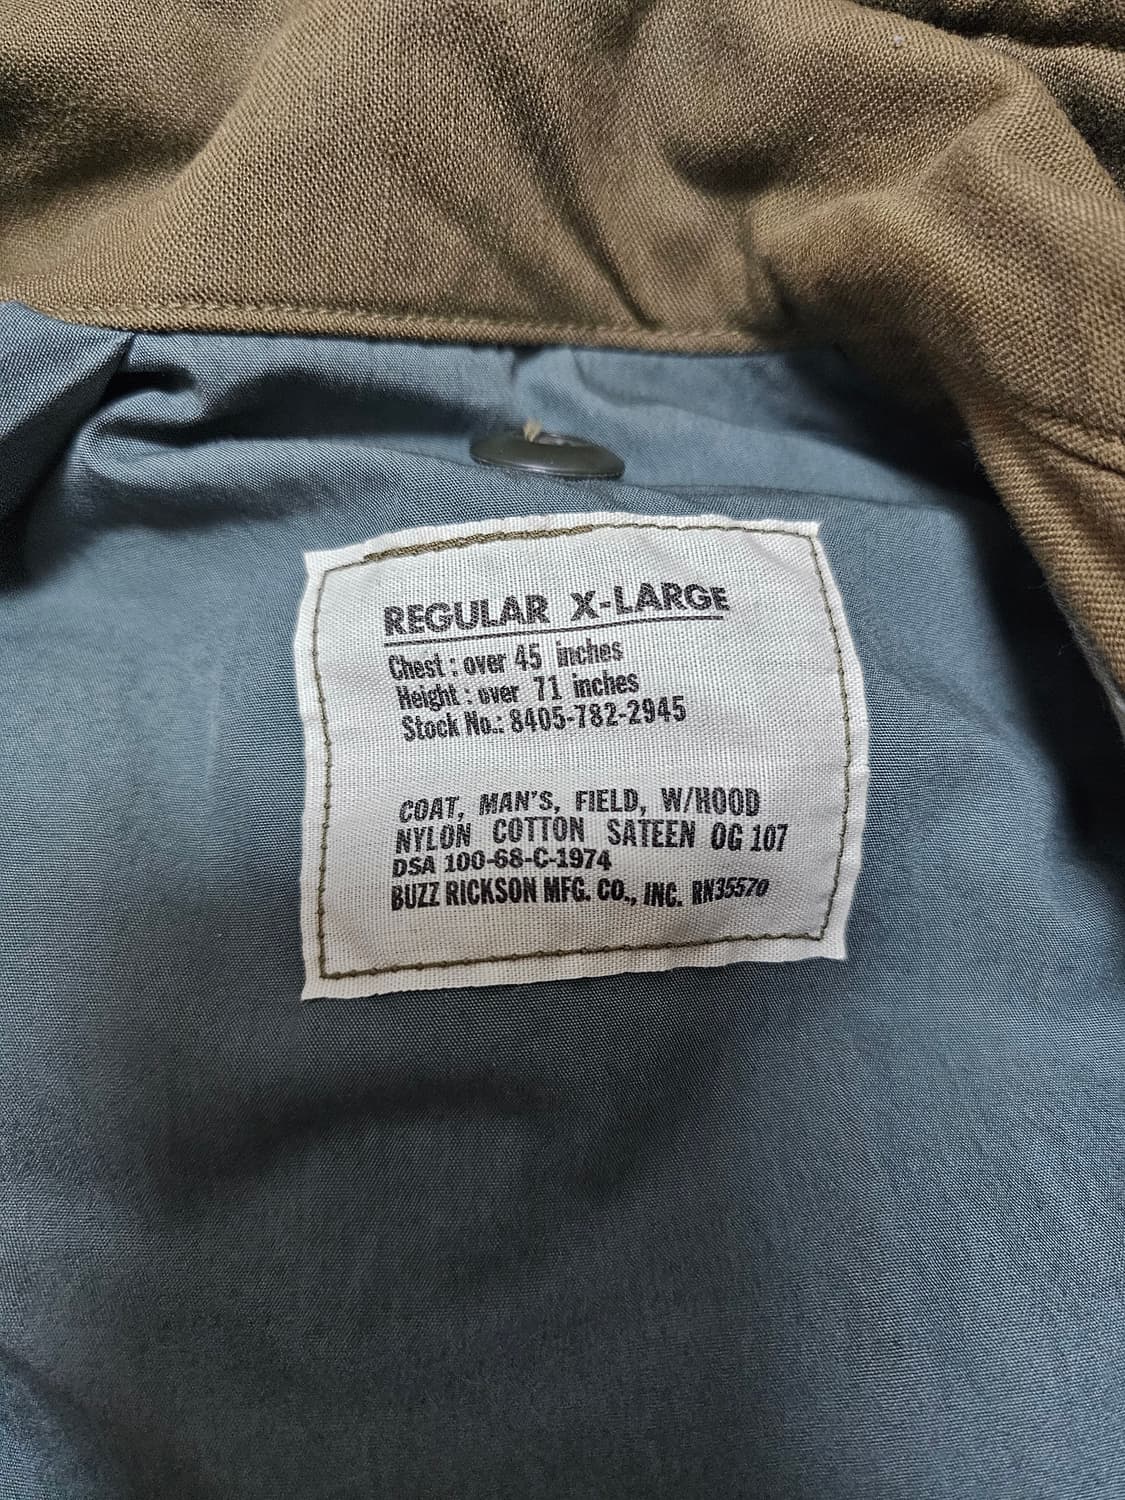 REGULAR X-LARGE
Chest : over 45 inches
Height : over 71 inches
Stock No.: 8405-782-2945
COAT, MAN'S, FIELD, W/HOOD
NYLON COTTON SATEEN OG 107
DSA 100-68-C-1974
BUZZ RICKSON MFG. CO., INC. RN35570